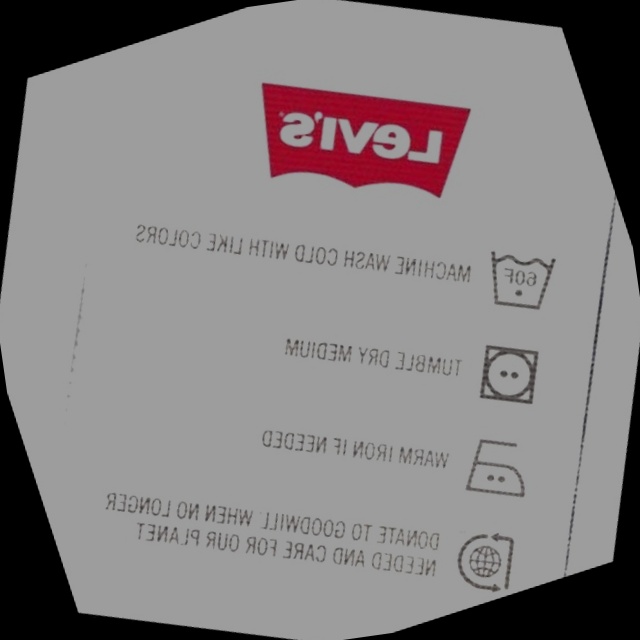 Levi's
60F
MACHINE WASH COLD WITH LIKE COLORS
TUMBLE DRY MEDIUM
WARM IRON IF NEEDED
DONATE TO GOODWILL WHEN NO LONGER
NEEDED AND CARE FOR OUR PLANET